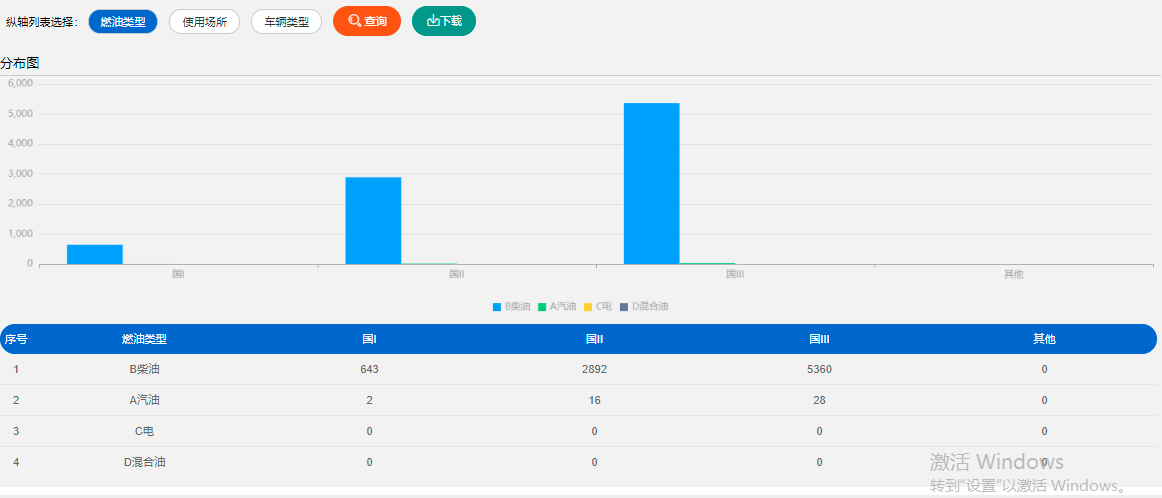 纵轴列表选择： 燃油类型 使用场所 车辆类型 查询 下载
分布图
6,000
5,000
4,000
3,000
2,000
1,000
0
国I 国II 国III 其他
B柴油 A汽油 C电 D混合油
序号 燃油类型 国I 国II 国III 其他
1 B柴油 643 2892 5360 0
2 A汽油 2 16 28 0
3 C电 0 0 0 0
4 D混合油 0 0 0 0
激活 Windows
转到“设置”以激活 Windows。